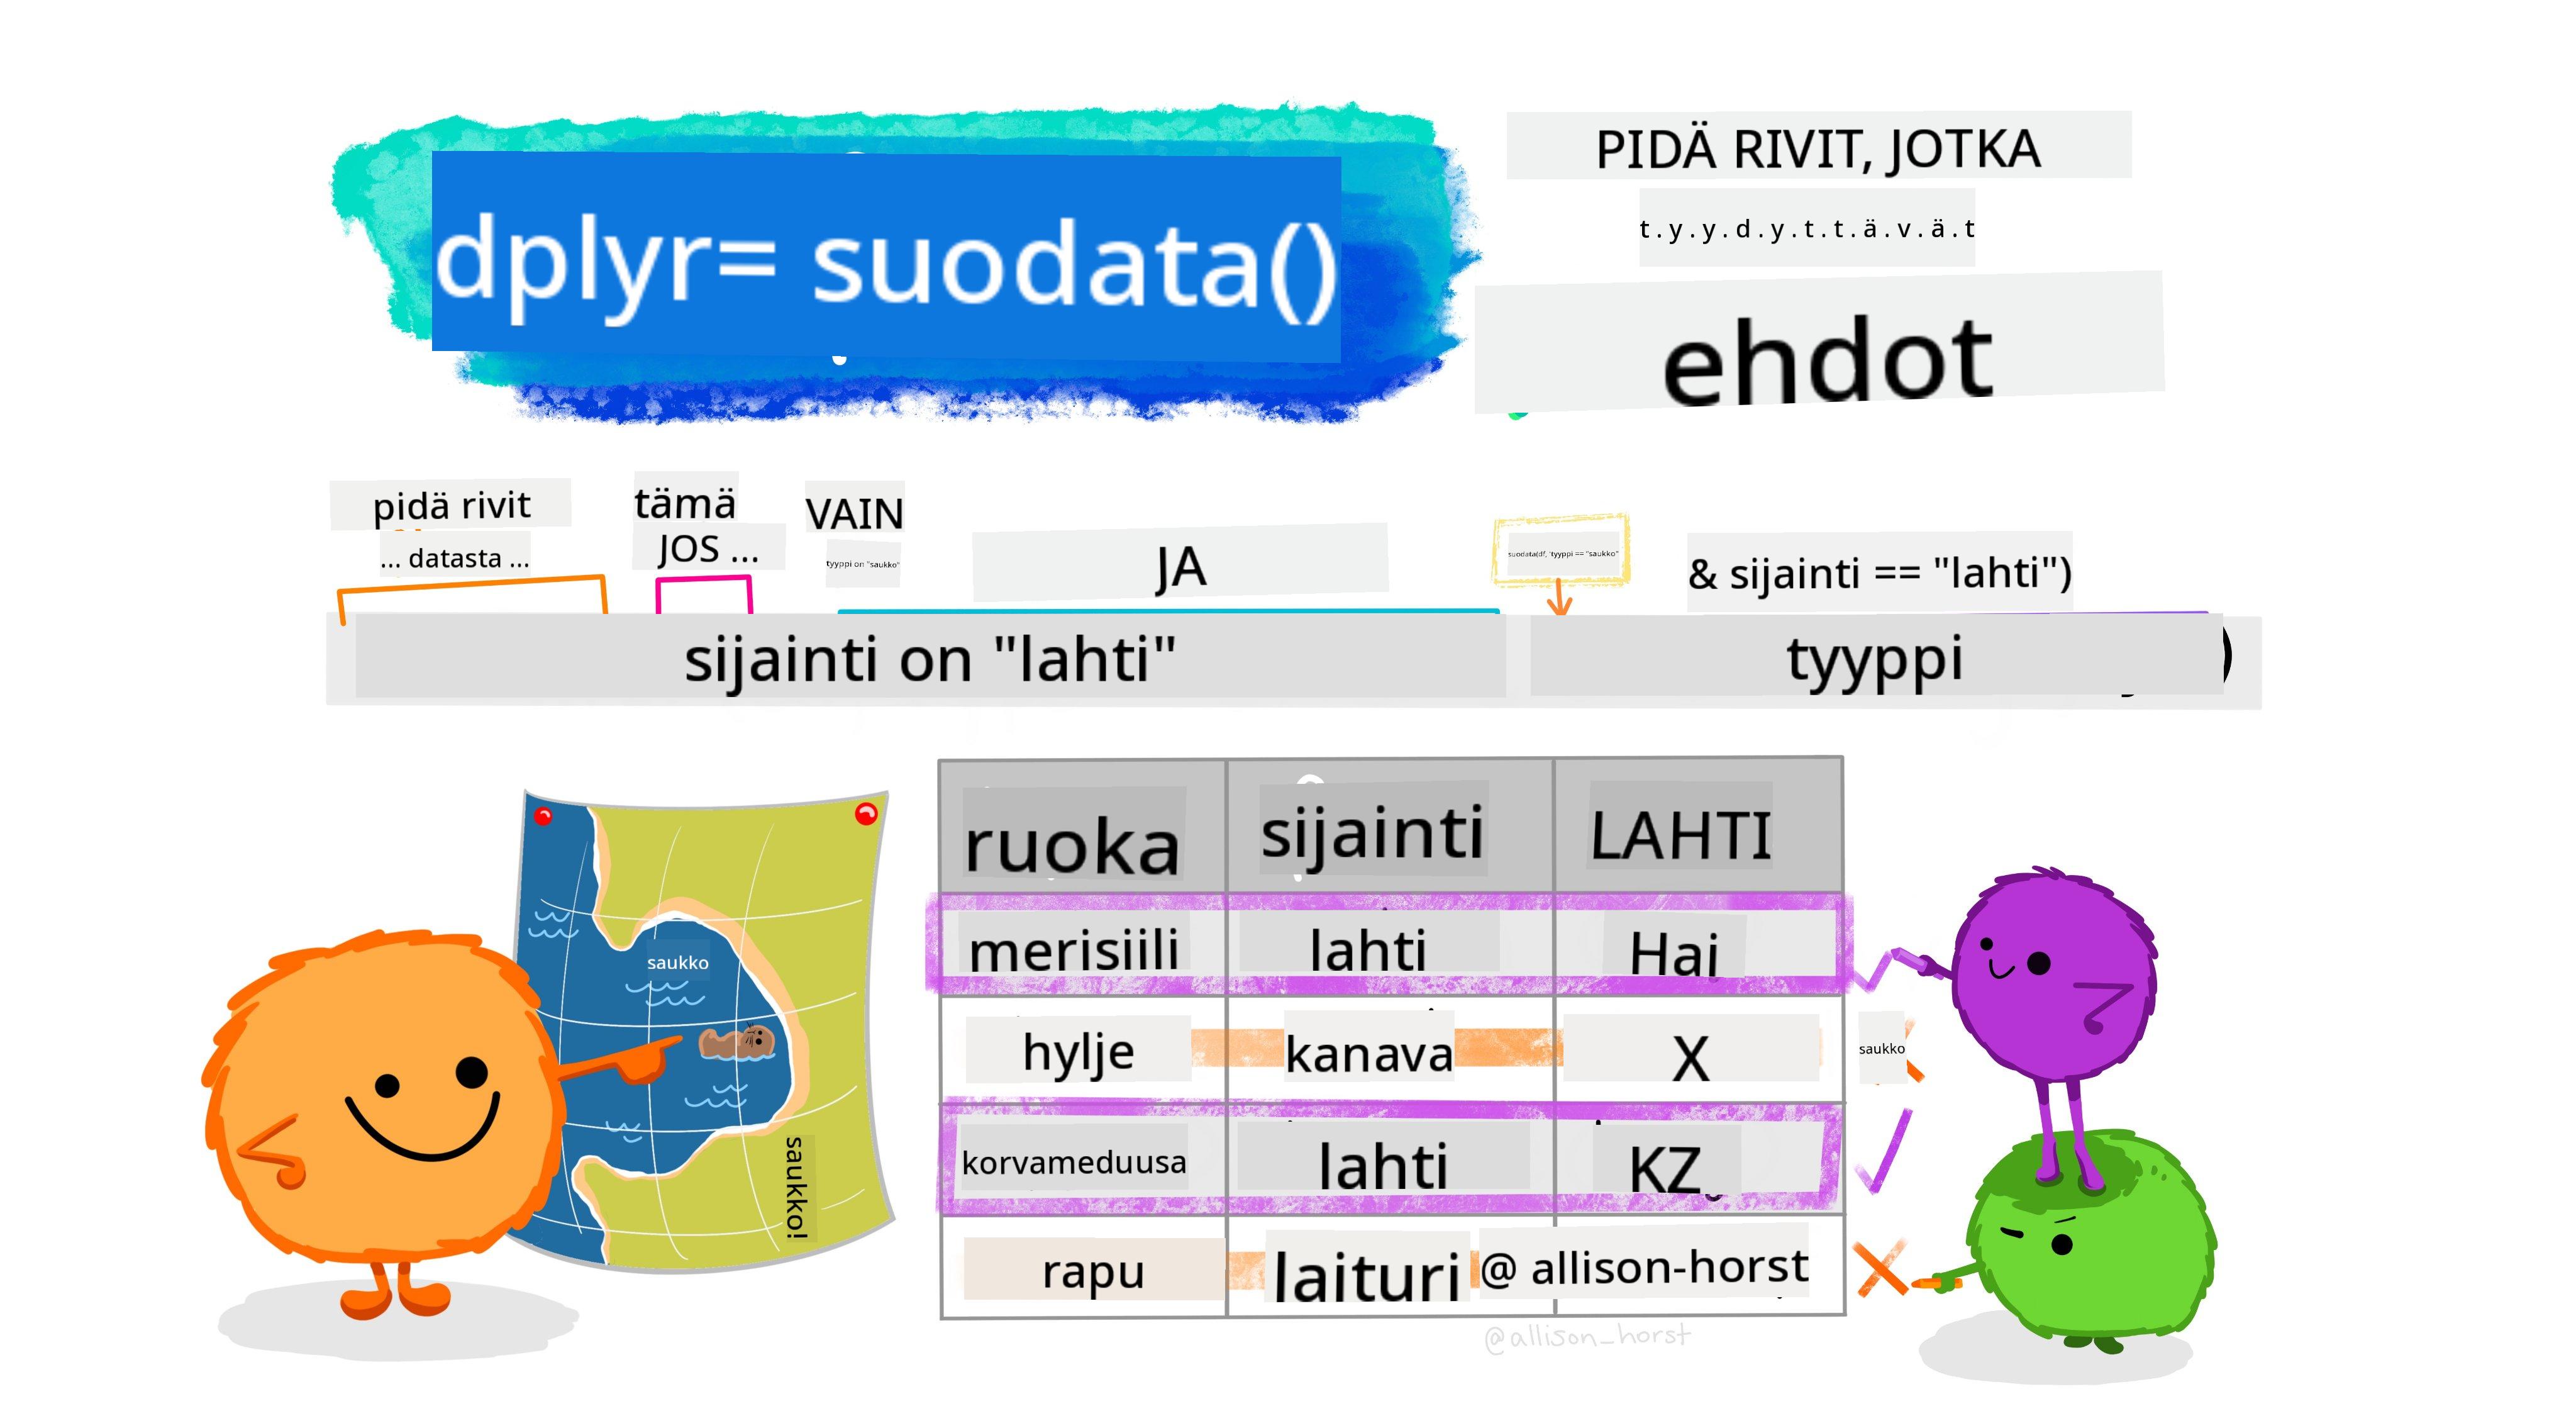 dplyr= suodata()
PIDÄ RIVIT, JOTKA
t.y.y.d.y.t.t.ä.v.ä.t
ehdot
pidä rivit
... datasta ...
tämä
JOS ...
VAIN
tyyppi on "saukko"
JA
suodata(df, tyyppi == "saukko"
& sijainti == "lahti")
sijainti on "lahti"
tyyppi
saukko
saukko!
ruoka sijainti LAHTI
merisiili lahti Hai
hylje kanava X
saukko
korvameduusa lahti KZ
rapu laituri @ allison-horst
@allison_horst